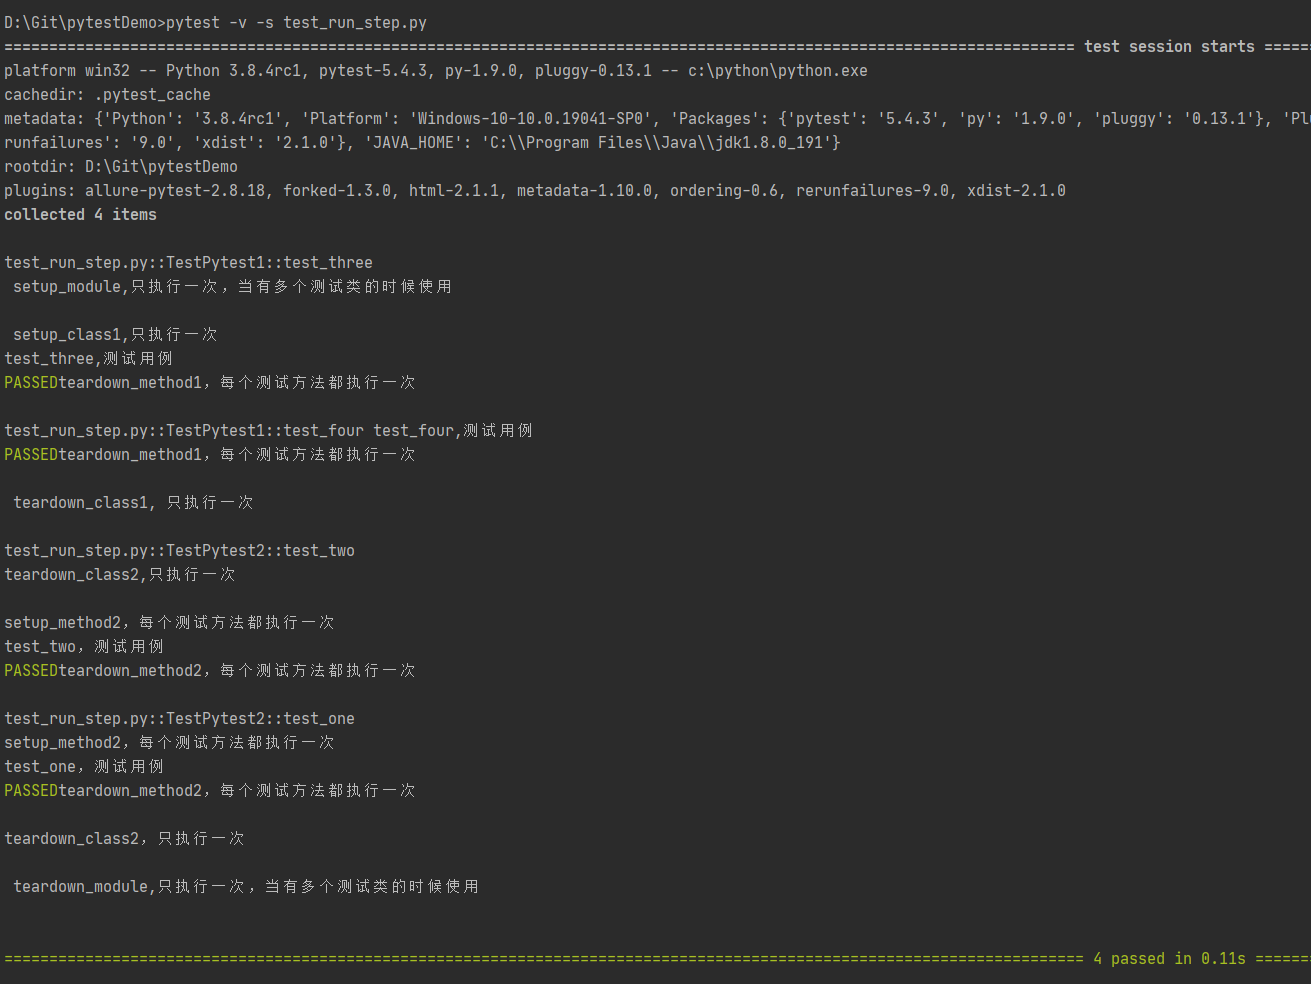 D:\Git\pytestDemo>pytest -v -s test_run_step.py
======================================================================================================================= test session starts =====
platform win32 -- Python 3.8.4rc1, pytest-5.4.3, py-1.9.0, pluggy-0.13.1 -- c:\python\python.exe
cachedir: .pytest_cache
metadata: {'Python': '3.8.4rc1', 'Platform': 'Windows-10-10.0.19041-SP0', 'Packages': {'pytest': '5.4.3', 'py': '1.9.0', 'pluggy': '0.13.1'}, 'Pl
runfailures': '9.0', 'xdist': '2.1.0'}, 'JAVA_HOME': 'C:\\Program Files\\Java\\jdk1.8.0_191'}
rootdir: D:\Git\pytestDemo
plugins: allure-pytest-2.8.18, forked-1.3.0, html-2.1.1, metadata-1.10.0, ordering-0.6, rerunfailures-9.0, xdist-2.1.0
collected 4 items
test_run_step.py::TestPytest1::test_three
setup_module,只执行一次，当有多个测试类的时候使用
setup_class1,只执行一次
test_three,测试用例
PASSEDteardown_method1，每个测试方法都执行一次
test_run_step.py::TestPytest1::test_four test_four,测试用例
PASSEDteardown_method1，每个测试方法都执行一次
teardown_class1, 只执行一次
test_run_step.py::TestPytest2::test_two
teardown_class2,只执行一次
setup_method2，每个测试方法都执行一次
test_two，测试用例
PASSEDteardown_method2，每个测试方法都执行一次
test_run_step.py::TestPytest2::test_one
setup_method2，每个测试方法都执行一次
test_one，测试用例
PASSEDteardown_method2，每个测试方法都执行一次
teardown_class2，只执行一次
teardown_module,只执行一次，当有多个测试类的时候使用
======================================================================================================================== 4 passed in 0.11s ======